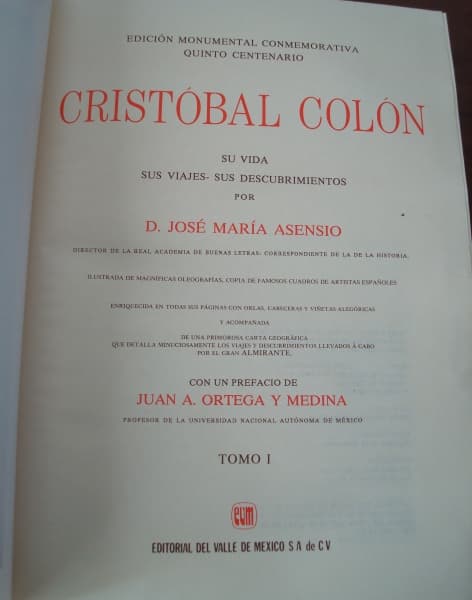 EDICIÓN MONUMENTAL CONMEMORATIVA
QUINTO CENTENARIO
CRISTÓBAL COLÓN
SU VIDA
SUS VIAJES- SUS DESCUBRIMIENTOS
POR
D. JOSÉ MARÍA ASENSIO
DIRECTOR DE LA REAL ACADEMIA DE BUENAS LETRAS: CORRESPONDIENTE DE LA DE LA HISTORIA.
ILUSTRADA DE MAGNÍFICAS OLEOGRAFÍAS, COPIA DE FAMOSOS CUADROS DE ARTISTAS ESPAÑOLES
ENRIQUECIDA EN TODAS SUS PÁGINAS CON ORLAS, CABECERAS Y VIÑETAS ALEGÓRICAS
Y ACOMPAÑADA
DE UNA PRIMOROSA CARTA GEOGRÁFICA
QUE DETALLA MINUCIOSAMENTE LOS VIAJES Y DESCUBRIMIENTOS LLEVADOS Á CABO
POR EL GRAN ALMIRANTE.
CON UN PREFACIO DE
JUAN A. ORTEGA Y MEDINA
PROFESOR DE LA UNIVERSIDAD NACIONAL AUTÓNOMA DE MÉXICO
TOMO I
evm
EDITORIAL DEL VALLE DE MEXICO S A de C V